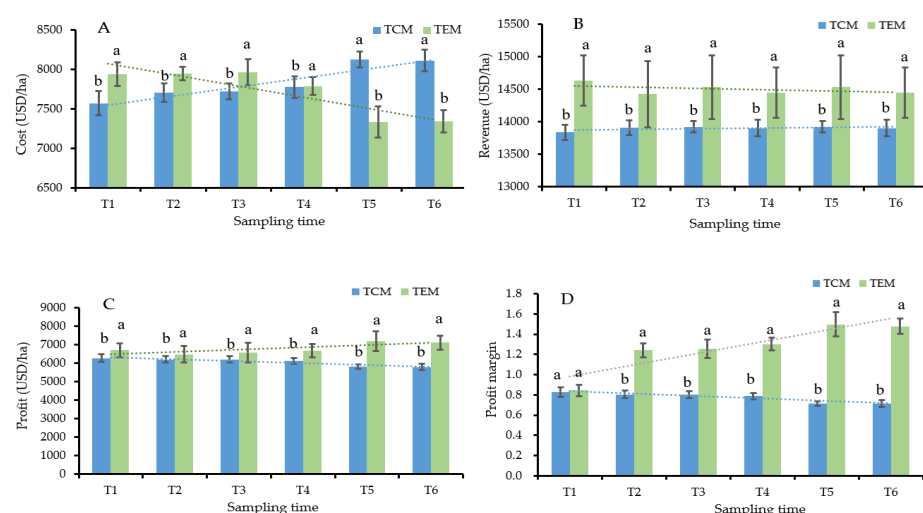 A
TCM TEM
Cost (USD/ha)
8500
8000
7500
7000
6500
b a b a b a b a a b a b
T1 T2 T3 T4 T5 T6
Sampling time
B
TCM TEM
Revenue (USD/ha)
15500
15000
14500
14000
13500
13000
b a b a b a b a b a b a
T1 T2 T3 T4 T5 T6
Sampling time
C
TCM TEM
Profit (USD/ha)
9000
8000
7000
6000
5000
4000
3000
2000
1000
0
b a b a b a b a b a b a
T1 T2 T3 T4 T5 T6
Sampling time
D
TCM TEM
Profit margin
1.8
1.6
1.4
1.2
1.0
0.8
0.6
0.4
0.2
0.0
a a b a b a b a b a b a
T1 T2 T3 T4 T5 T6
Sampling time